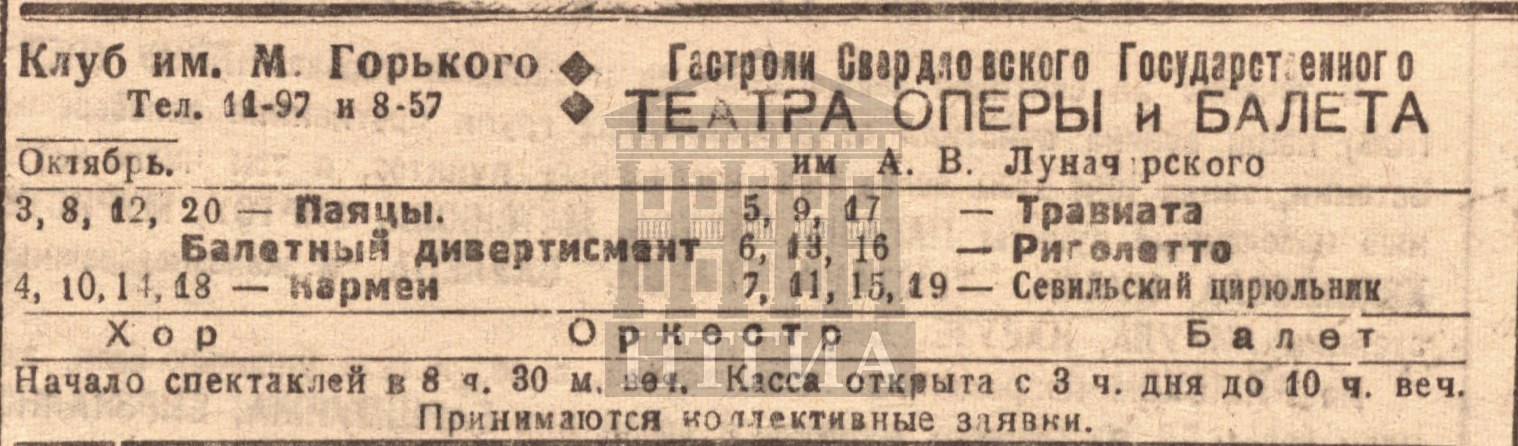 Клуб им. М. Горького
Тел. 11-97 и 8-57
Гастроли Свердловского Государственного
ТЕАТРА ОПЕРЫ и БАЛЕТА
им А. В. Луначарского
Октябрь.
3, 8, 12, 20 — Паяцы.
Балетный дивертисмент
4, 10, 14, 18 — Кармен
5, 9, 17 — Травиата
6, 13, 16 — Риголетто
7, 11, 15, 19 — Севильский цирюльник
Хор Оркестр Балет
Начало спектаклей в 8 ч. 30 м. веч. Касса открыта с 3 ч. дня до 10 ч. веч.
Принимаются коллективные заявки.
НТГИА